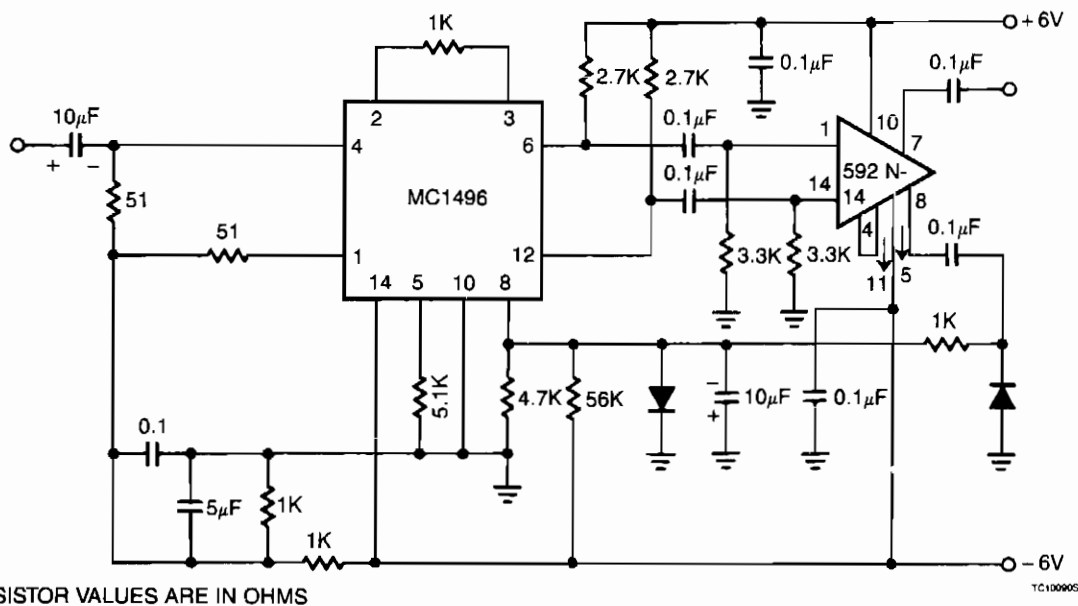 1K
+ 6V
2.7K
2.7K
0.1μF
0.1μF
10μF
+ −
2
3
4
6
0.1μF
1
10
7
51
MC1496
0.1μF
592 N-
14
14
8
4
51
1
12
3.3K
3.3K
11
5
0.1μF
14
5
10
8
1K
5.1K
4.7K
56K
−
+
10μF
0.1μF
0.1
5μF
1K
1K
− 6V
SISTOR VALUES ARE IN OHMS
TC10090S